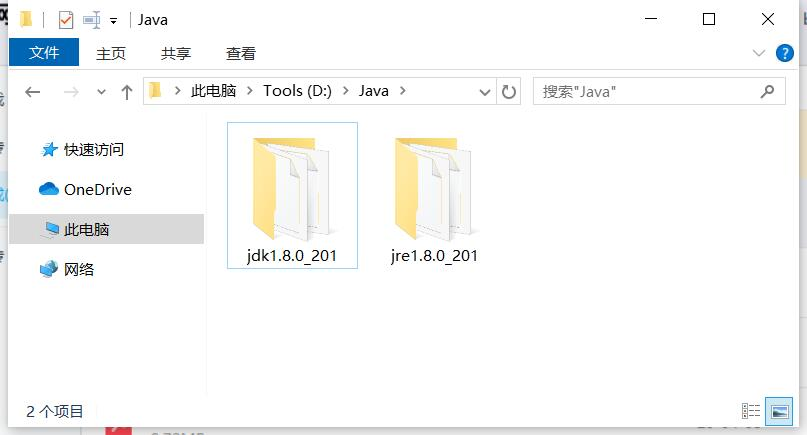 Java
文件 主页 共享 查看
此电脑 Tools (D:) Java 搜索"Java"
快速访问
OneDrive
此电脑
网络
jdk1.8.0_201 jre1.8.0_201
2 个项目